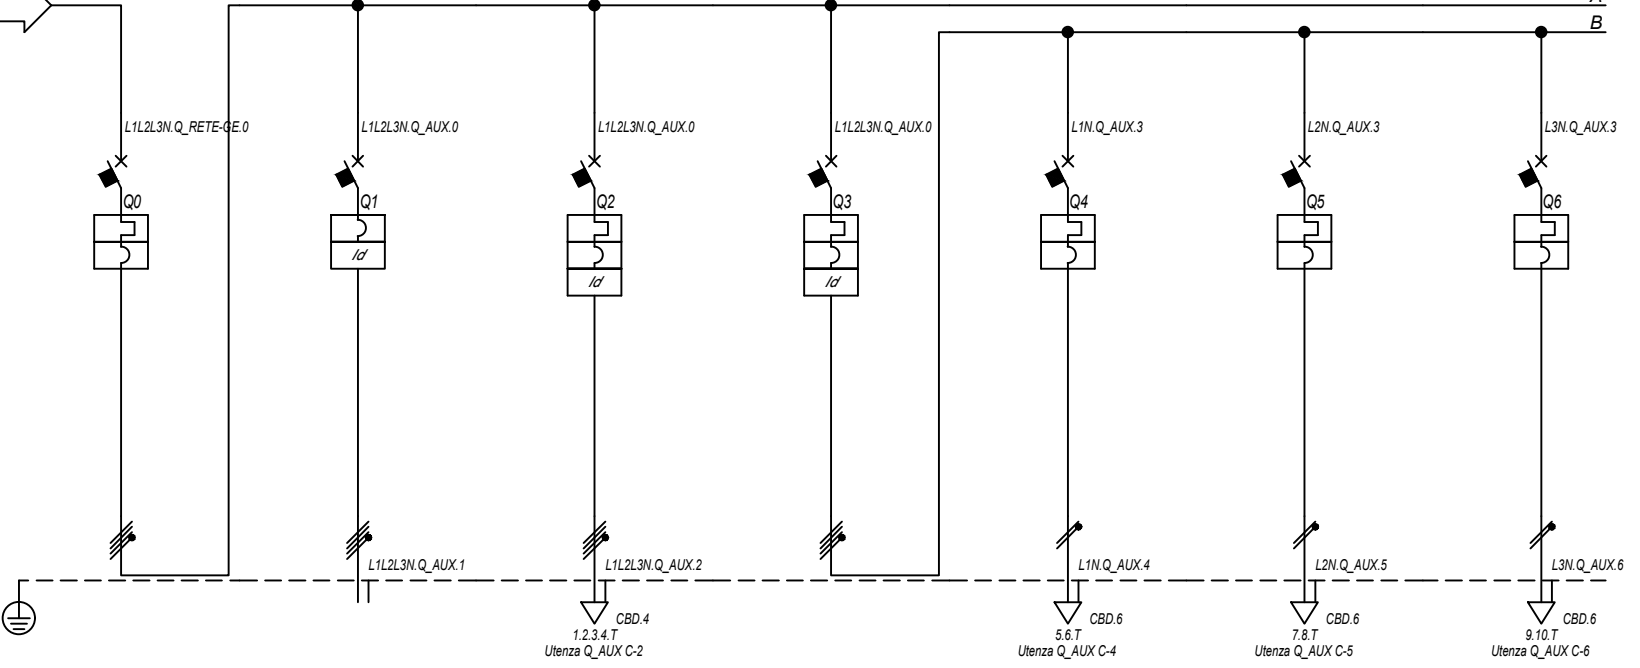 B
L1L2L3N.Q_RETE-GE.0
L1L2L3N.Q_AUX.0
L1L2L3N.Q_AUX.0
L1L2L3N.Q_AUX.0
L1N.Q_AUX.3
L2N.Q_AUX.3
L3N.Q_AUX.3
Q0
Q1
Q2
Q3
Q4
Q5
Q6
Id
Id
Id
L1L2L3N.Q_AUX.1
L1L2L3N.Q_AUX.2
L1N.Q_AUX.4
L2N.Q_AUX.5
L3N.Q_AUX.6
CBD.4
CBD.6
CBD.6
CBD.6
1.2.3.4.T
5.6.T
7.8.T
9.10.T
Utenza Q_AUX C-2
Utenza Q_AUX C-4
Utenza Q_AUX C-5
Utenza Q_AUX C-6